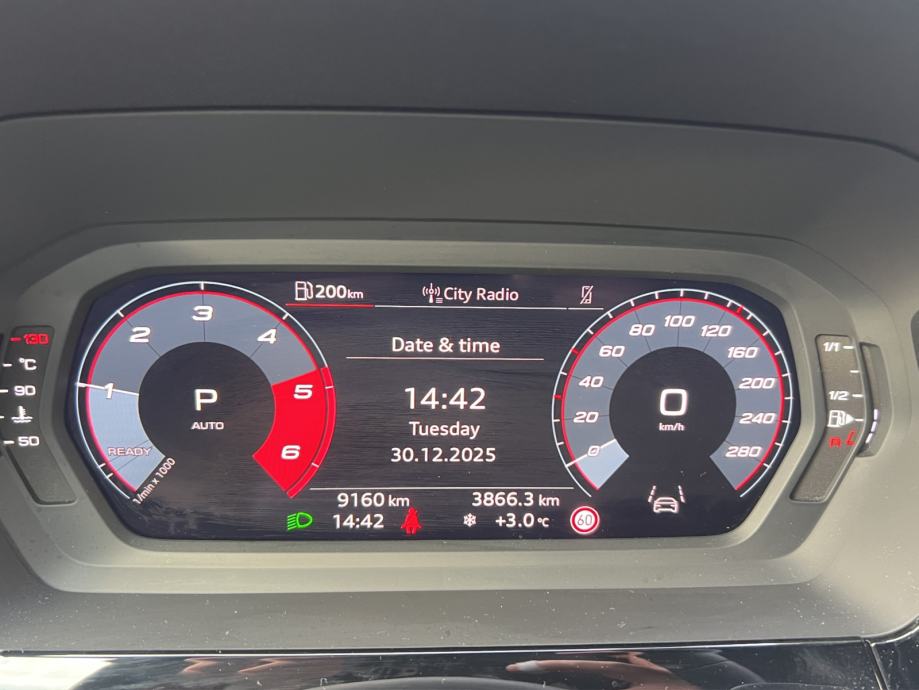 200 km
City Radio
Date & time
14:42
Tuesday
30.12.2025
9160 km
3866.3 km
14:42
+3.0 °C
60
1
2
3
4
5
6
READY
1/min x 1000
P
AUTO
0
20
40
60
80
100
120
160
200
240
280
0
km/h
130
°C
90
50
1/1
1/2
R